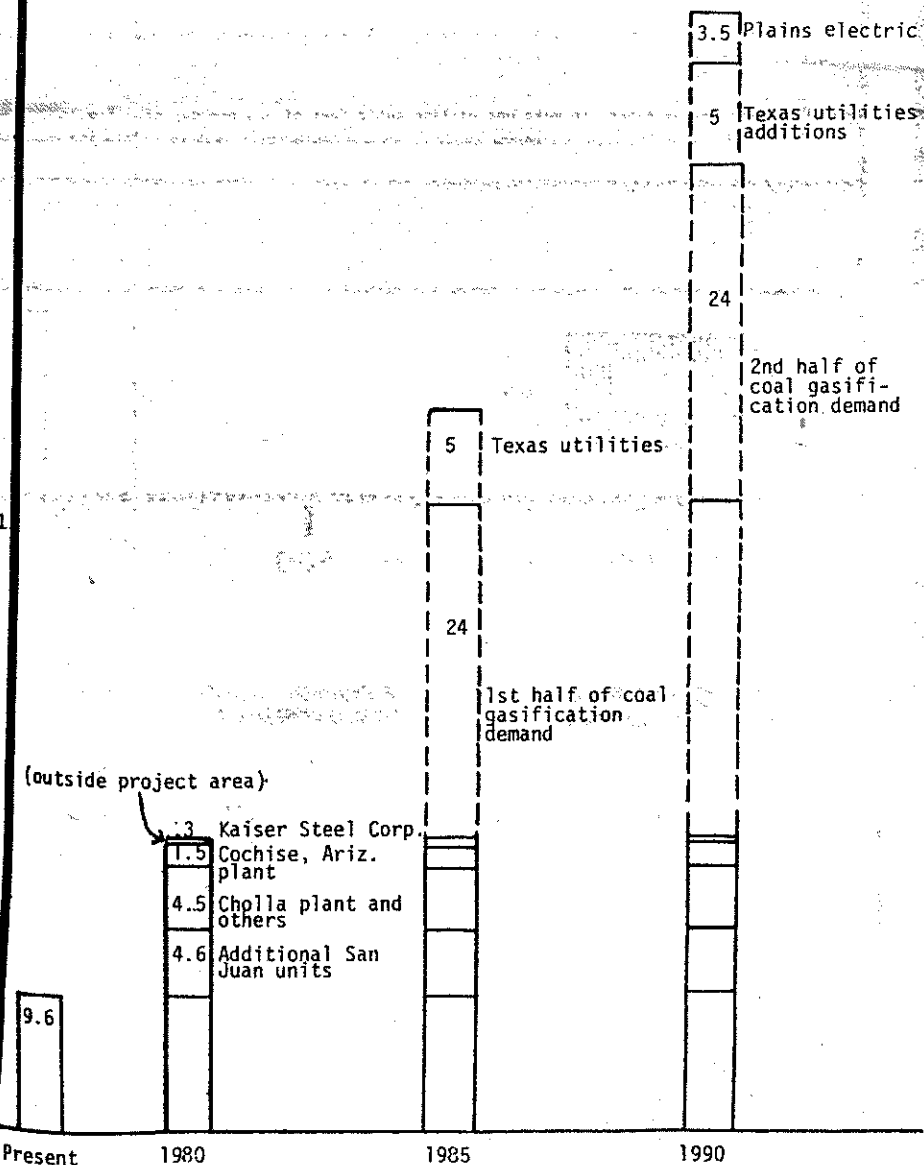 3.5 Plains electric
5 Texas utilities
additions
24
2nd half of
coal gasifi-
cation demand
5 Texas utilities
24
1st half of coal
gasification
demand
(outside project area)
.3 Kaiser Steel Corp.
1.5 Cochise, Ariz.
plant
4.5 Cholla plant and
others
4.6 Additional San
Juan units
9.6
Present 1980 1985 1990